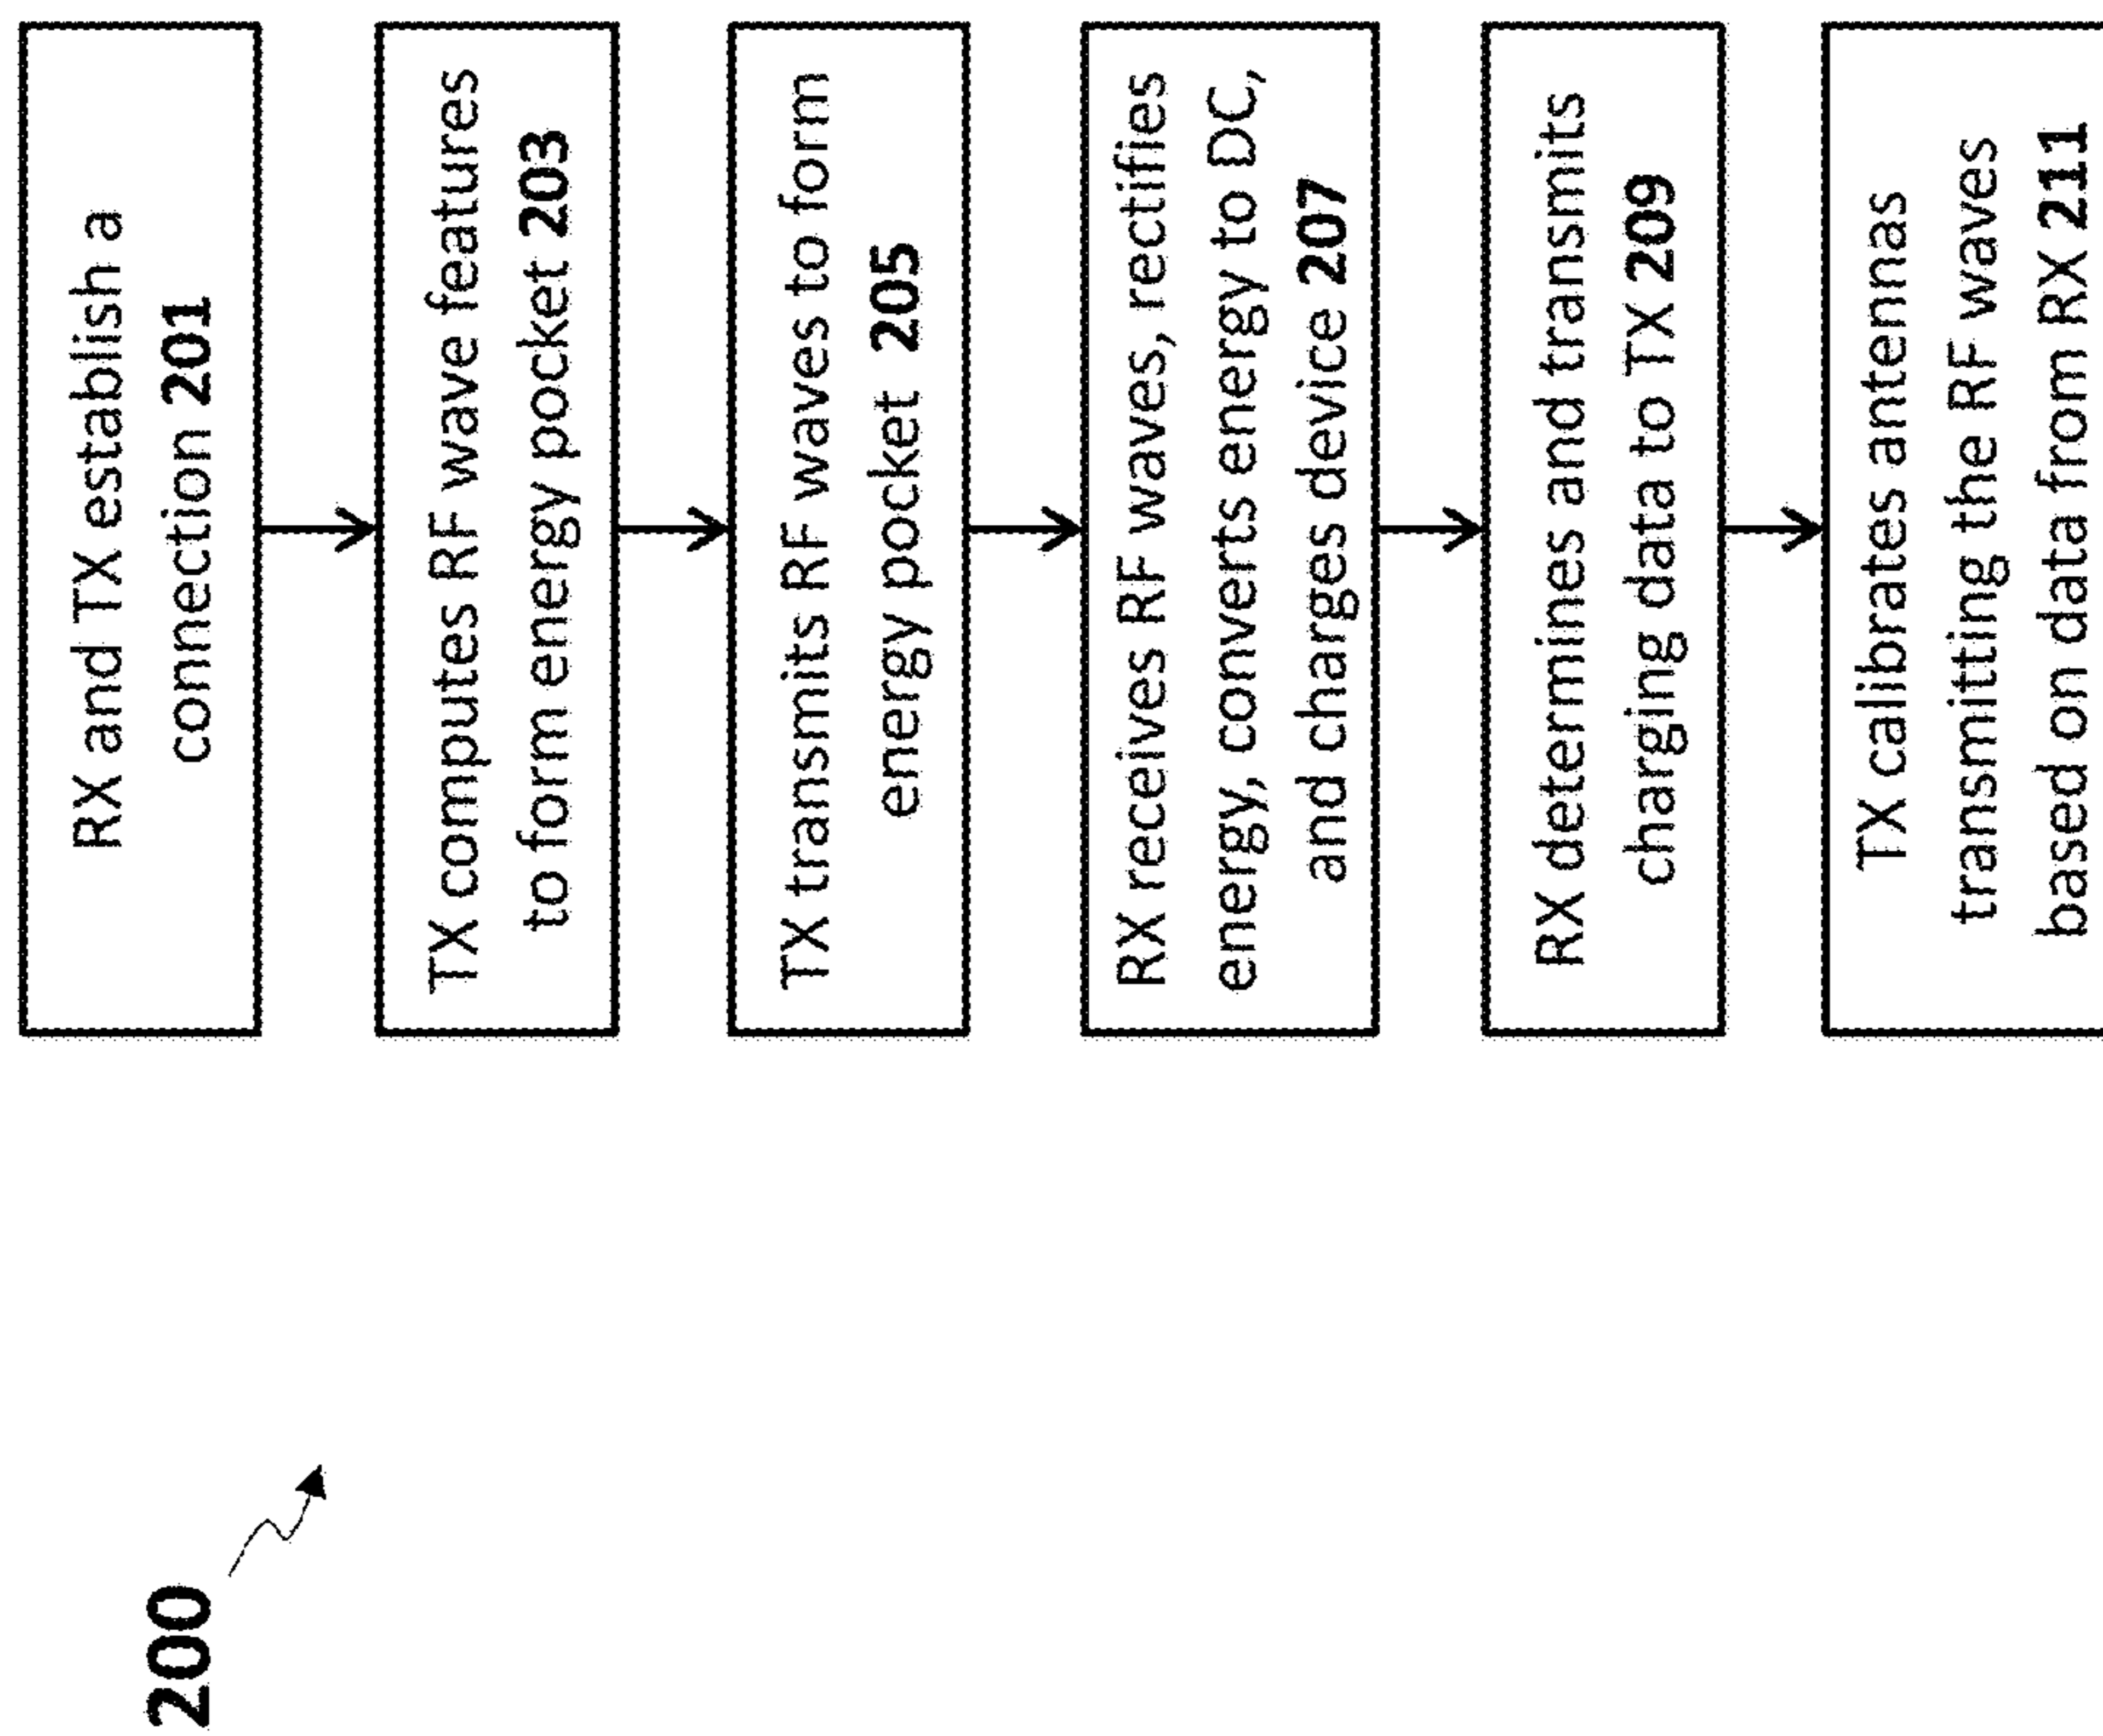 200
RX and TX establish a
connection 201
TX computes RF wave features
to form energy pocket 203
TX transmits RF waves to form
energy pocket 205
RX receives RF waves, rectifies
energy, converts energy to DC,
and charges device 207
RX determines and transmits
charging data to TX 209
TX calibrates antennas
transmitting the RF waves
based on data from RX 211